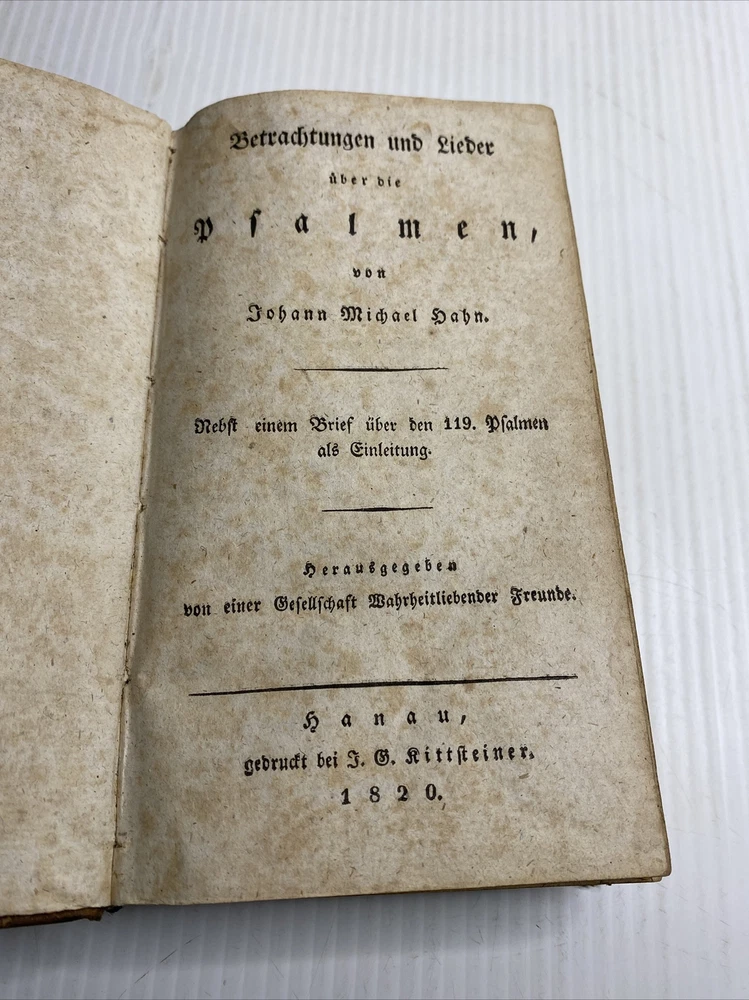 Betrachtungen und Lieder
über die
Psalmen,
von
Johann Michael Hahn.
Nebst einem Brief über den 119. Psalmen
als Einleitung.
Herausgegeben
von einer Gesellschaft Wahrheitliebender Freunde.
Hanau,
gedruckt bei J. G. Kittsteiner.
1820.